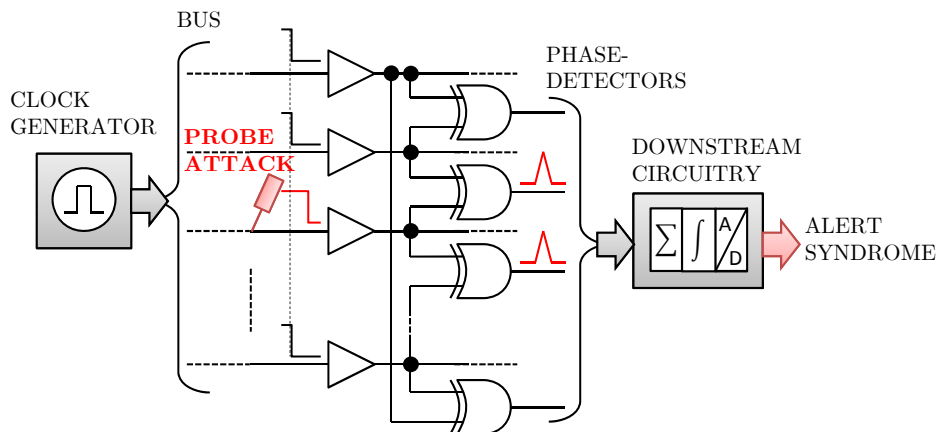 BUS
PHASE-
DETECTORS
CLOCK
GENERATOR
PROBE
ATTACK
DOWNSTREAM
CIRCUITRY
∑ ∫ A/D
ALERT
SYNDROME